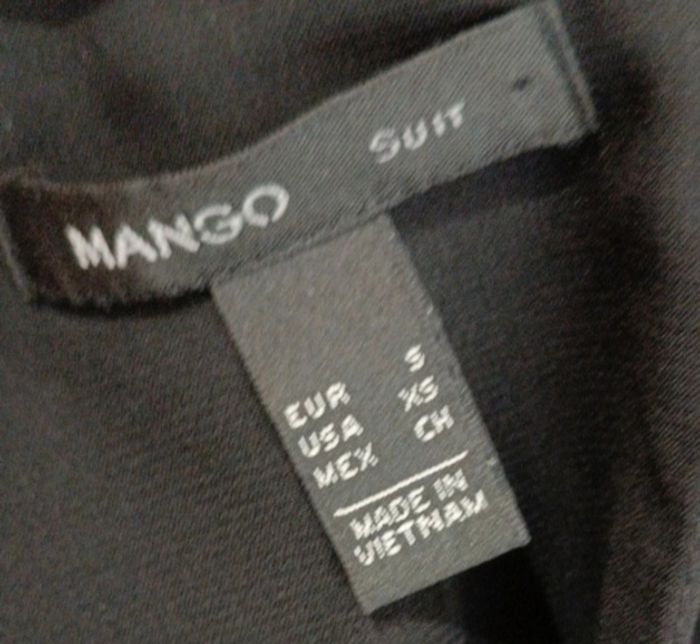 MANGO SUIT
EUR S
USA XS
MEX CH
MADE IN
VIETNAM